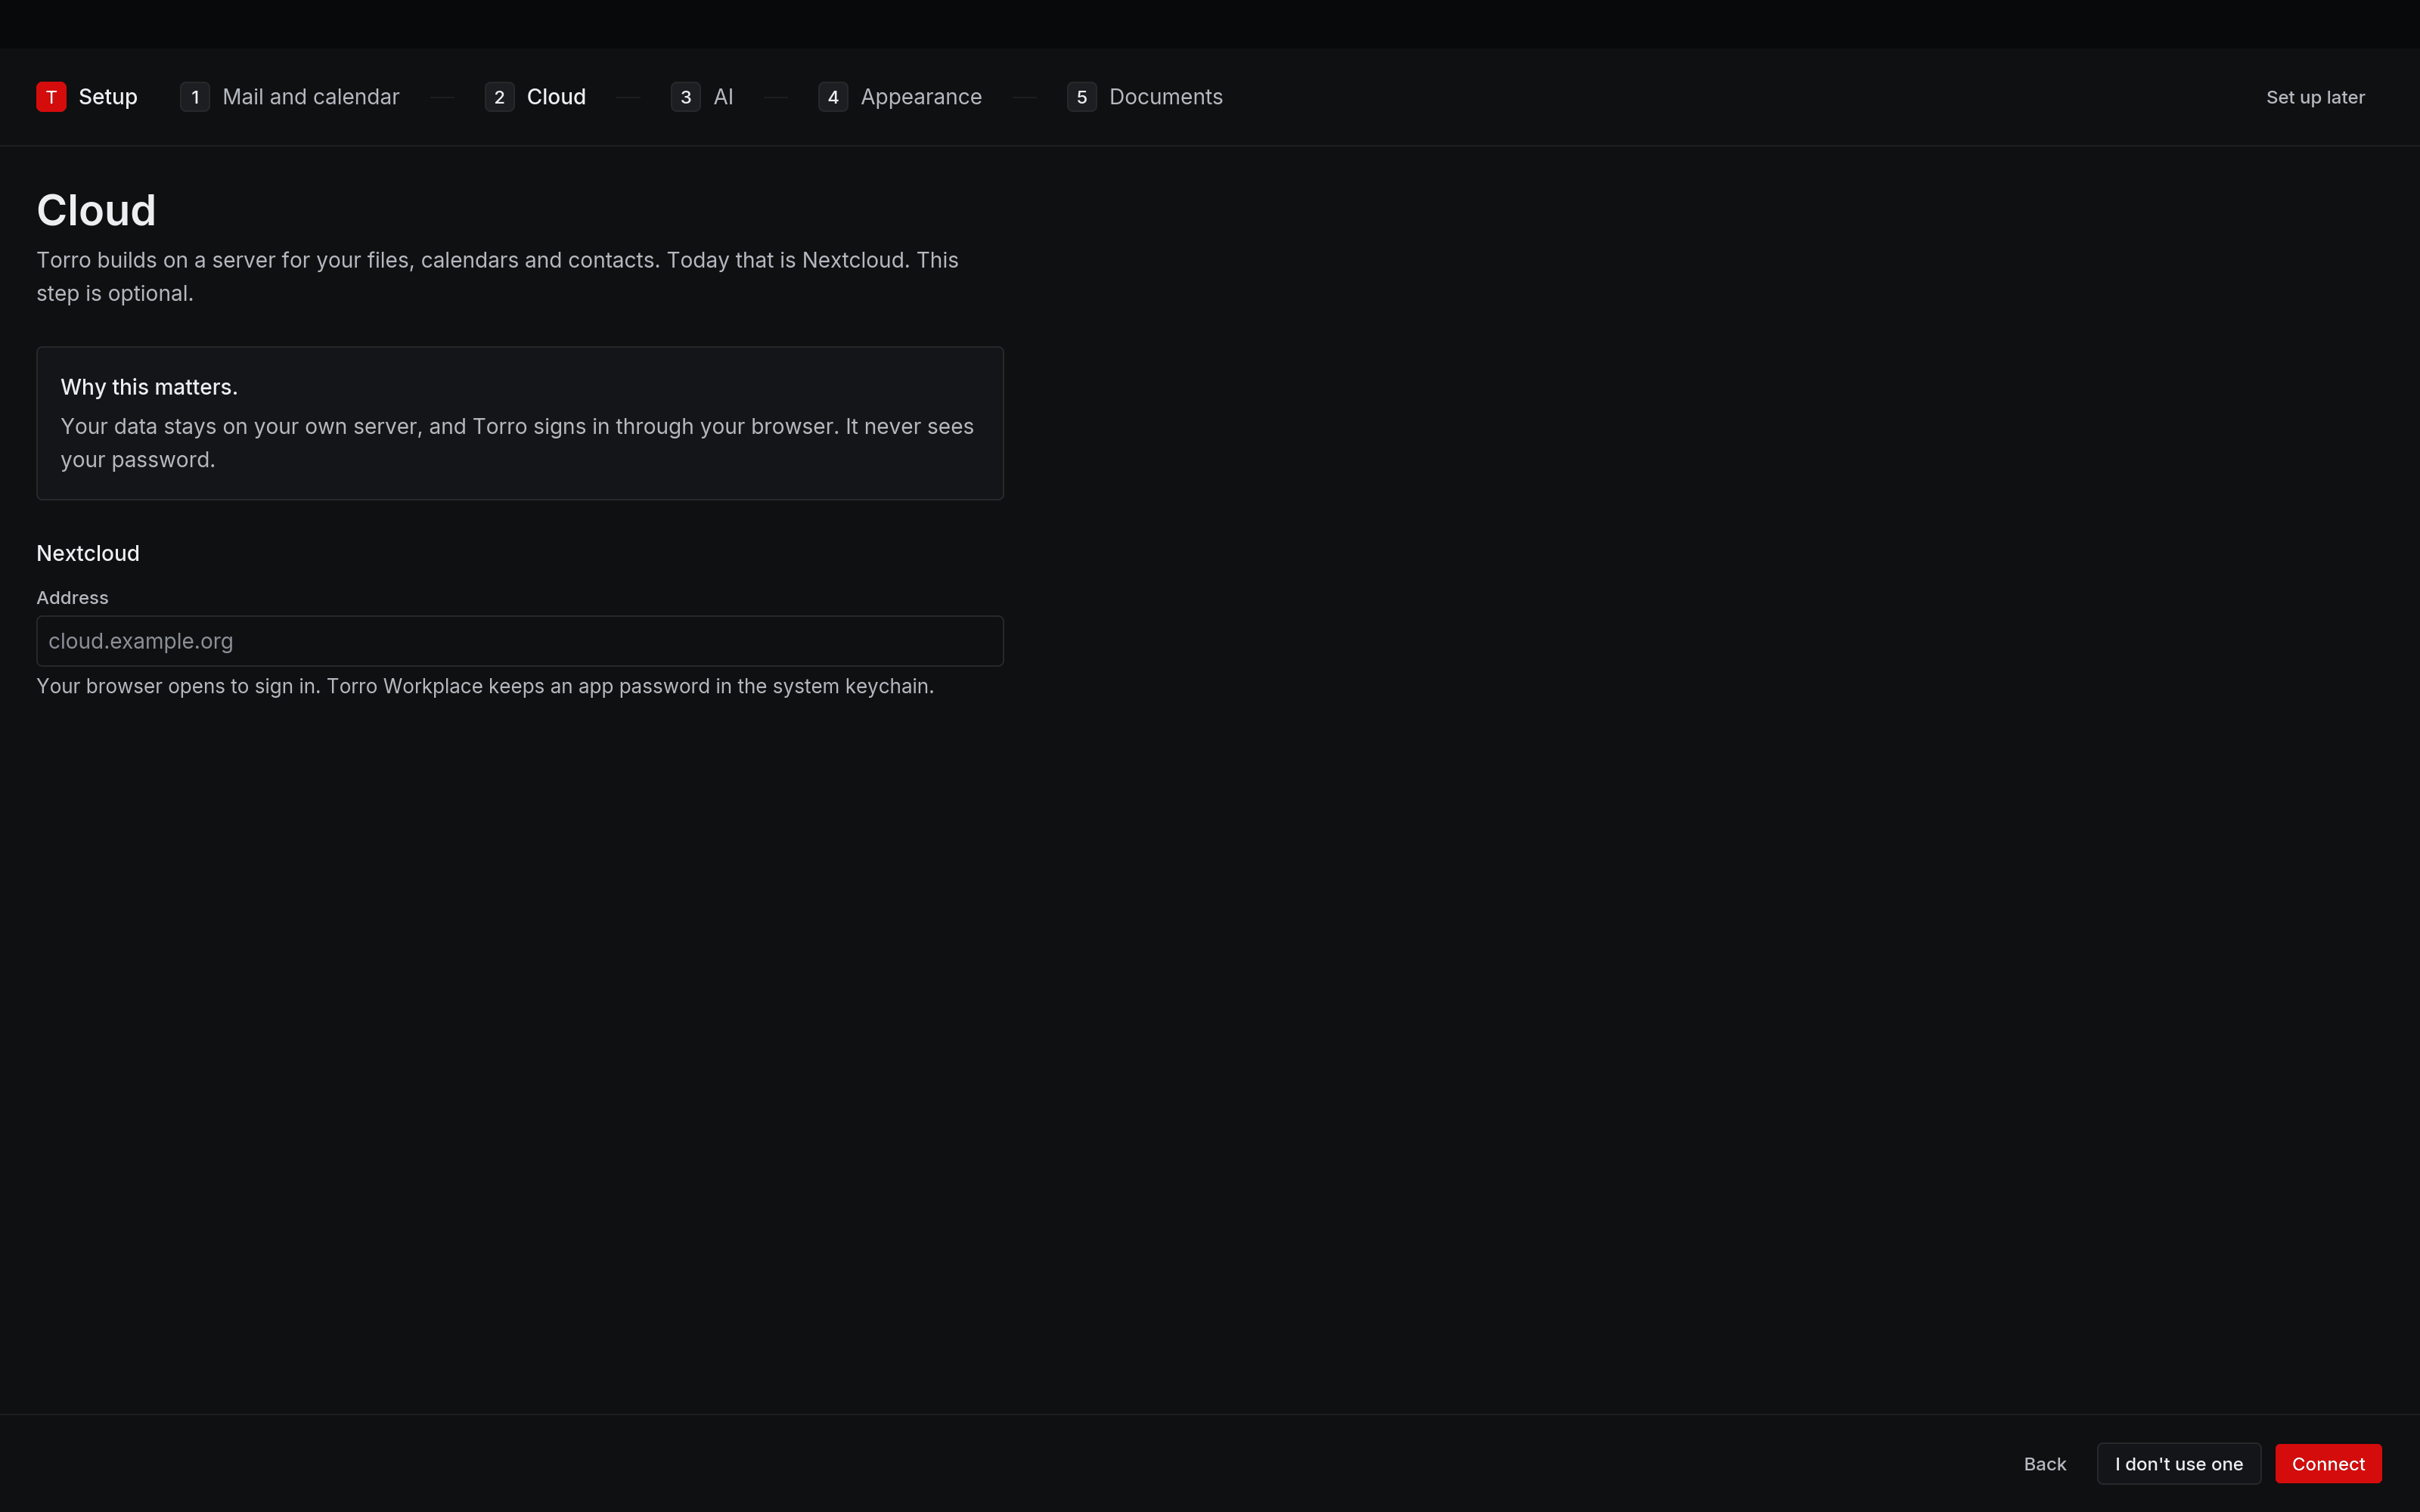 T Setup 1 Mail and calendar 2 Cloud 3 AI 4 Appearance 5 Documents Set up later
Cloud
Torro builds on a server for your files, calendars and contacts. Today that is Nextcloud. This
step is optional.
Why this matters.
Your data stays on your own server, and Torro signs in through your browser. It never sees
your password.
Nextcloud
Address
cloud.example.org
Your browser opens to sign in. Torro Workplace keeps an app password in the system keychain.
Back I don't use one Connect